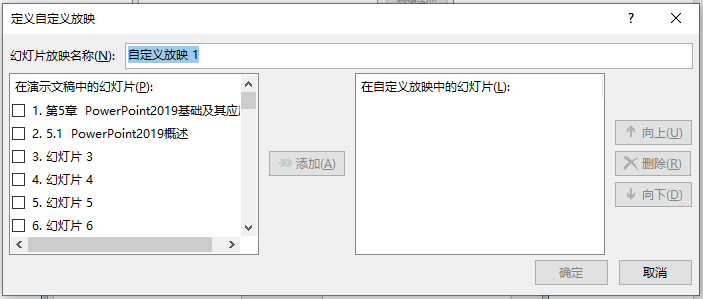 定义自定义放映
幻灯片放映名称(N):
自定义放映 1
在演示文稿中的幻灯片(P):
1. 第5章 PowerPoint2019基础及其应
2. 5.1 PowerPoint2019概述
3. 幻灯片 3
4. 幻灯片 4
5. 幻灯片 5
6. 幻灯片 6
添加(A)
在自定义放映中的幻灯片(L):
向上(U)
删除(R)
向下(D)
确定
取消